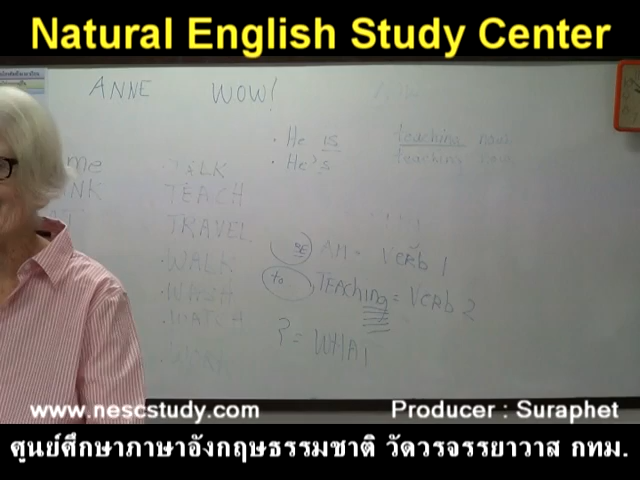 Natural English Study Center
ANNE WOW!
He is teaching now
He's teaching now
me
NK
TALK
TEACH
TRAVEL
WALK
WASH
WATCH
WORK
AM = Verb 1
to TEACHing = VERB 2
? = WHAT
www.nescstudy.com Producer : Suraphet
ศูนย์ศึกษาภาษาอังกฤษธรรมชาติ วัดวรจรรยาวาส กทม.